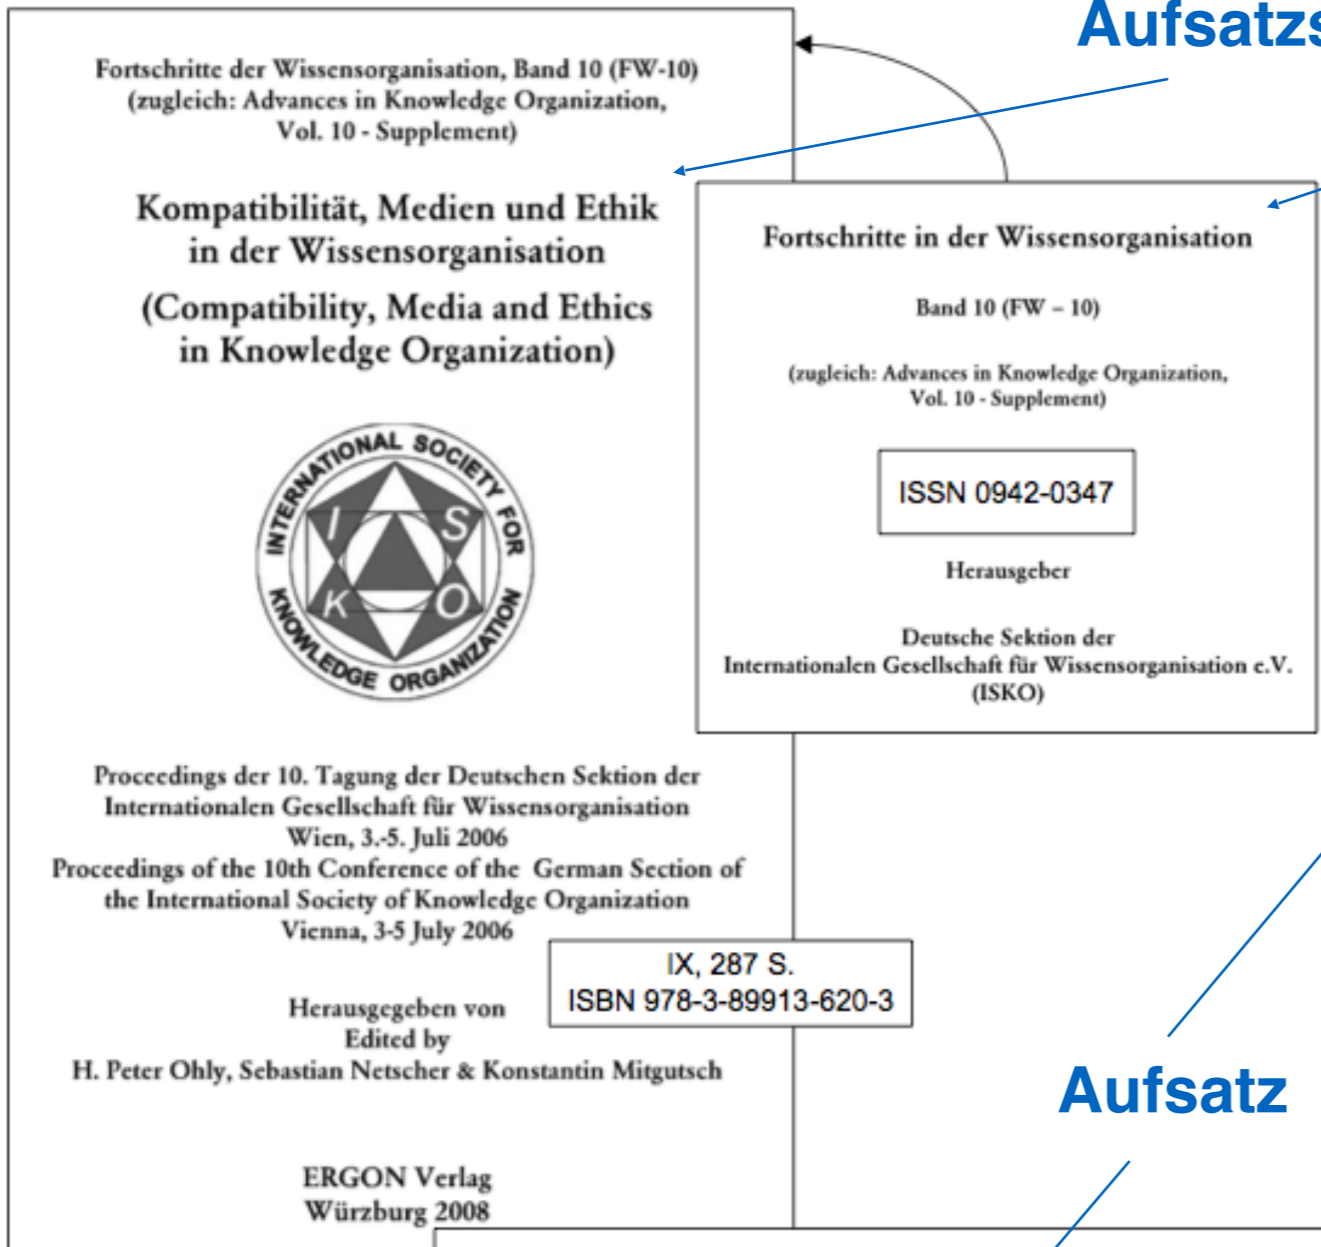 Aufsatzs
Fortschritte der Wissensorganisation, Band 10 (FW-10)
(zugleich: Advances in Knowledge Organization,
Vol. 10 - Supplement)
Kompatibilität, Medien und Ethik
in der Wissensorganisation
(Compatibility, Media and Ethics
in Knowledge Organization)
INTERNATIONAL SOCIETY FOR
KNOWLEDGE ORGANIZATION
I S
K O
Proceedings der 10. Tagung der Deutschen Sektion der
Internationalen Gesellschaft für Wissensorganisation
Wien, 3.-5. Juli 2006
Proceedings of the 10th Conference of the German Section of
the International Society of Knowledge Organization
Vienna, 3-5 July 2006
IX, 287 S.
ISBN 978-3-89913-620-3
Herausgegeben von
Edited by
H. Peter Ohly, Sebastian Netscher & Konstantin Mitgutsch
ERGON Verlag
Würzburg 2008
Fortschritte in der Wissensorganisation
Band 10 (FW – 10)
(zugleich: Advances in Knowledge Organization,
Vol. 10 - Supplement)
ISSN 0942-0347
Herausgeber
Deutsche Sektion der
Internationalen Gesellschaft für Wissensorganisation e.V.
(ISKO)
Aufsatz